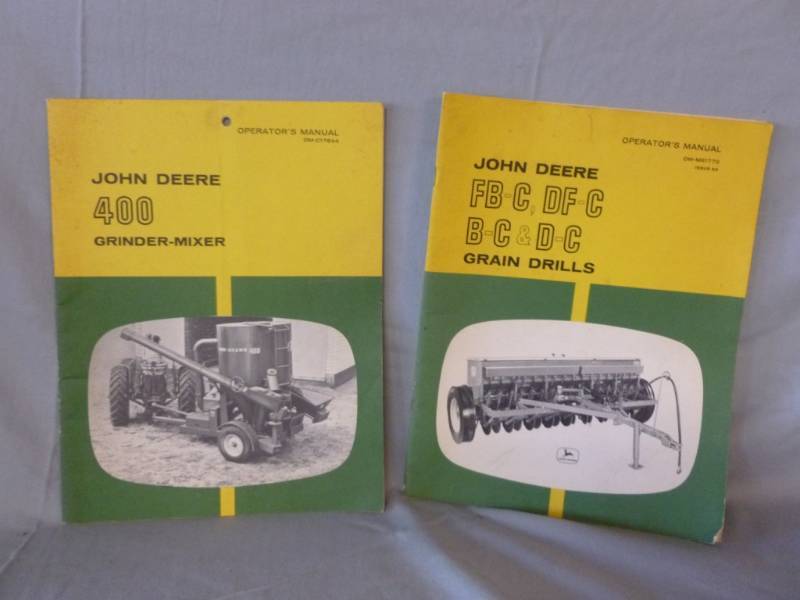 OPERATOR'S MANUAL
JOHN DEERE
400
GRINDER-MIXER
OPERATOR'S MANUAL
JOHN DEERE
FB-C, DF-C
B-C & D-C
GRAIN DRILLS